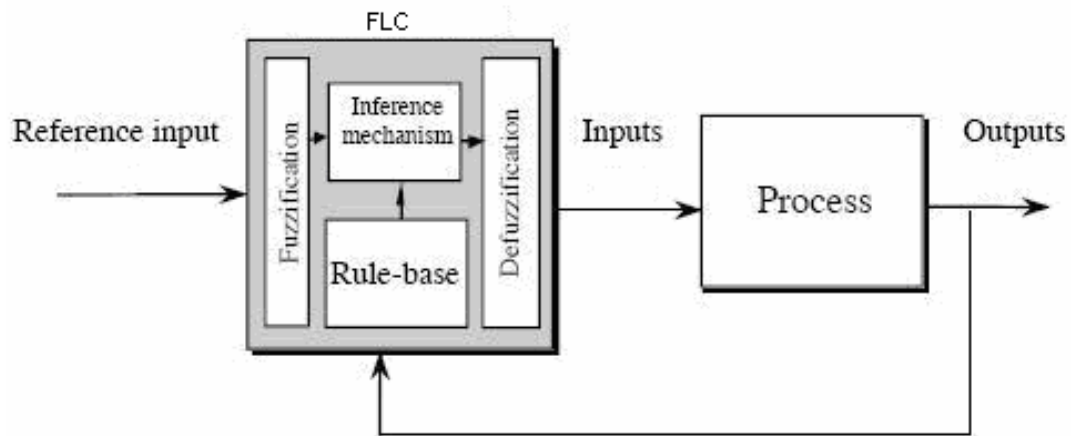 FLC
Reference input
Fuzzification
Inference
mechanism
Rule-base
Defuzzification
Inputs
Process
Outputs